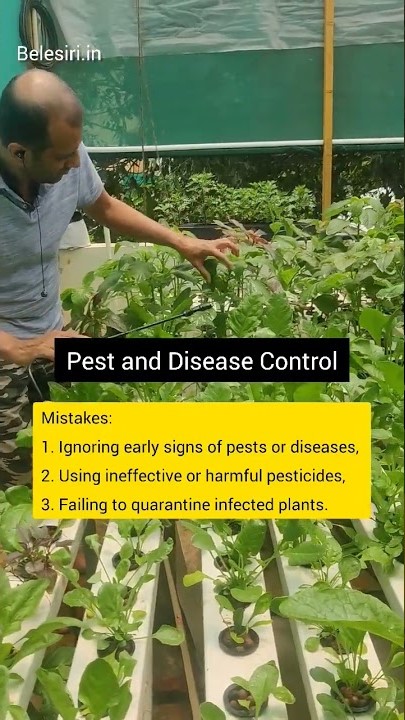 Belesiri.in
Pest and Disease Control
Mistakes:
1. Ignoring early signs of pests or diseases,
2. Using ineffective or harmful pesticides,
3. Failing to quarantine infected plants.